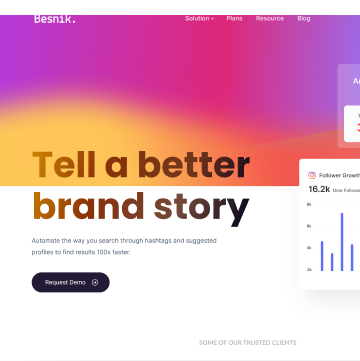 Besnik.
Solution Plans Resource Blog
Tell a better
brand story
Automate the way you search through hashtags and suggested
profiles to find results 100x faster.
Request Demo
Follower Growth
16.2k New Followe
8k
6k
4k
2k
SOME OF OUR TRUSTED CLIENTS